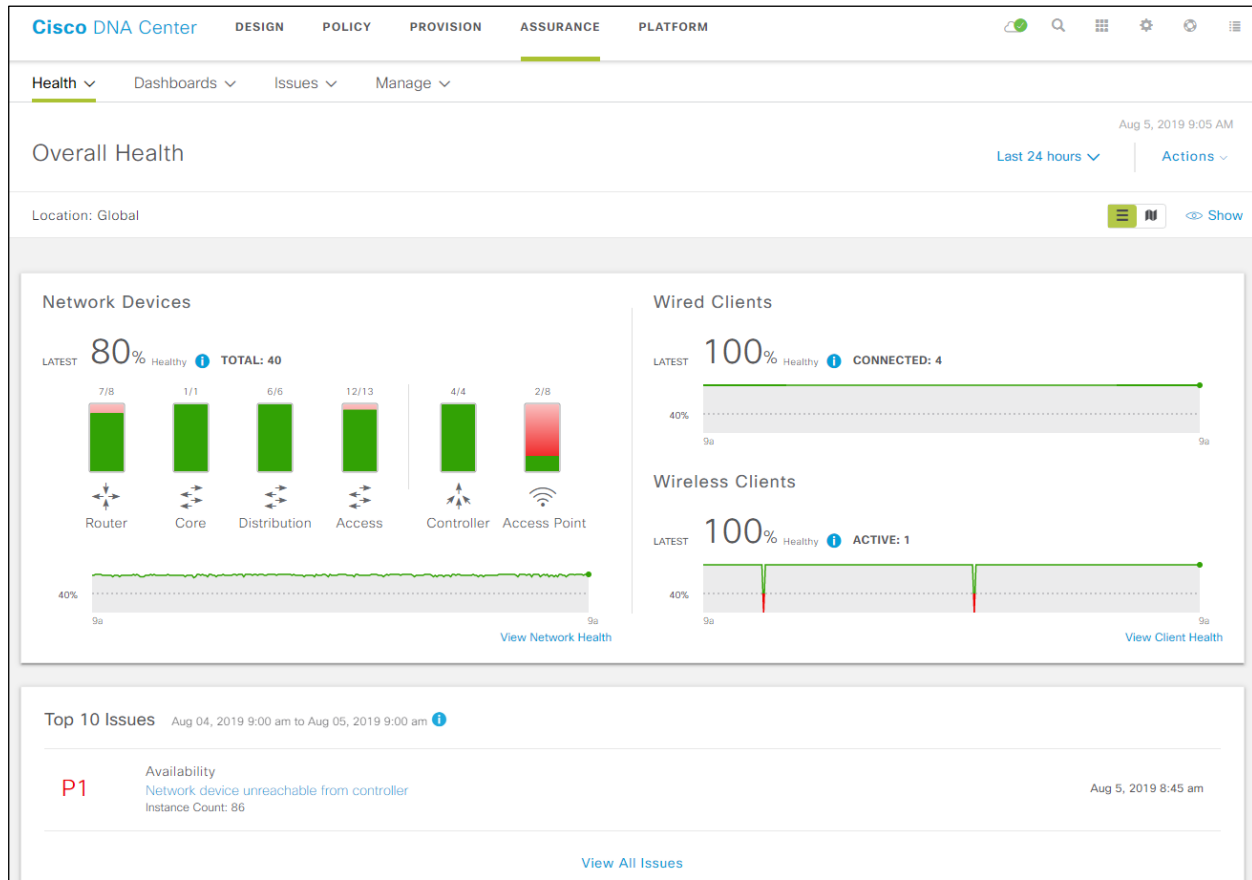 Cisco DNA Center DESIGN POLICY PROVISION ASSURANCE PLATFORM
Health Dashboards Issues Manage
Aug 5, 2019 9:05 AM
Overall Health
Last 24 hours Actions
Location: Global
Show
Network Devices
LATEST 80% Healthy TOTAL: 40
7/8 1/1 6/6 12/13 4/4 2/8
Router Core Distribution Access Controller Access Point
40%
9a 9a
View Network Health
Wired Clients
LATEST 100% Healthy CONNECTED: 4
40%
9a 9a
Wireless Clients
LATEST 100% Healthy ACTIVE: 1
40%
9a 9a
View Client Health
Top 10 Issues Aug 04, 2019 9:00 am to Aug 05, 2019 9:00 am
P1
Availability
Network device unreachable from controller
Instance Count: 86
Aug 5, 2019 8:45 am
View All Issues